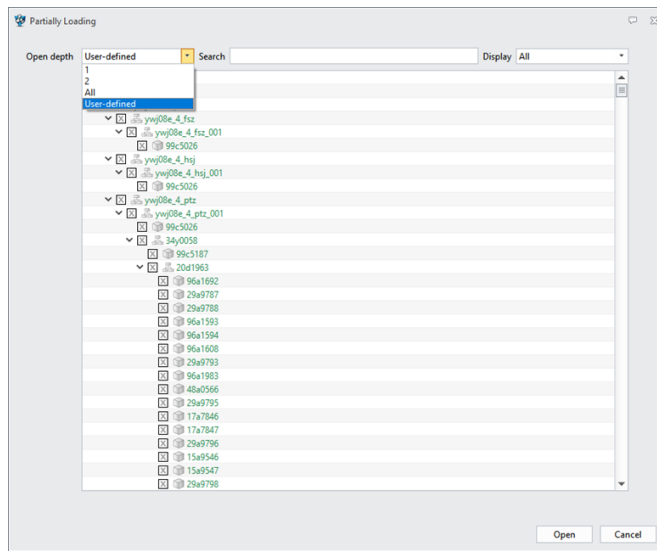 Partially Loading
Open depth User-defined Search Display All
1
2
All
User-defined
ywj08e_4_fsz
ywj08e_4_fsz_001
99c5026
ywj08e_4_hsj
ywj08e_4_hsj_001
99c5026
ywj08e_4_ptz
ywj08e_4_ptz_001
99c5026
34y0058
99c5187
20d1963
96a1692
29a9787
29a9788
96a1593
96a1594
96a1608
29a9793
96a1983
48a0566
29a9795
17a7846
17a7847
29a9796
15a9546
15a9547
29a9798
Open Cancel